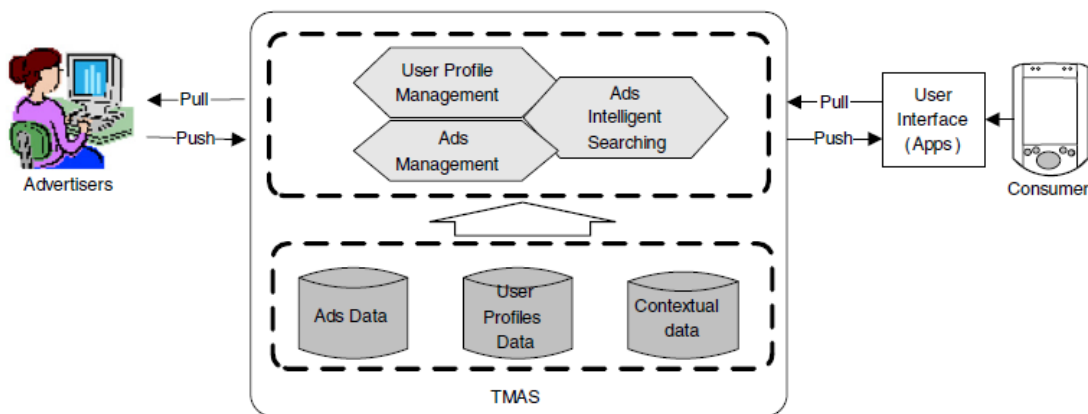 User Profile
Management
Ads
Intelligent
Searching
Ads
Management
Pull
Push
Advertisers
Pull
Push
User
Interface
(Apps)
Consumer
Ads Data
User
Profiles
Data
Contextual
data
TMAS